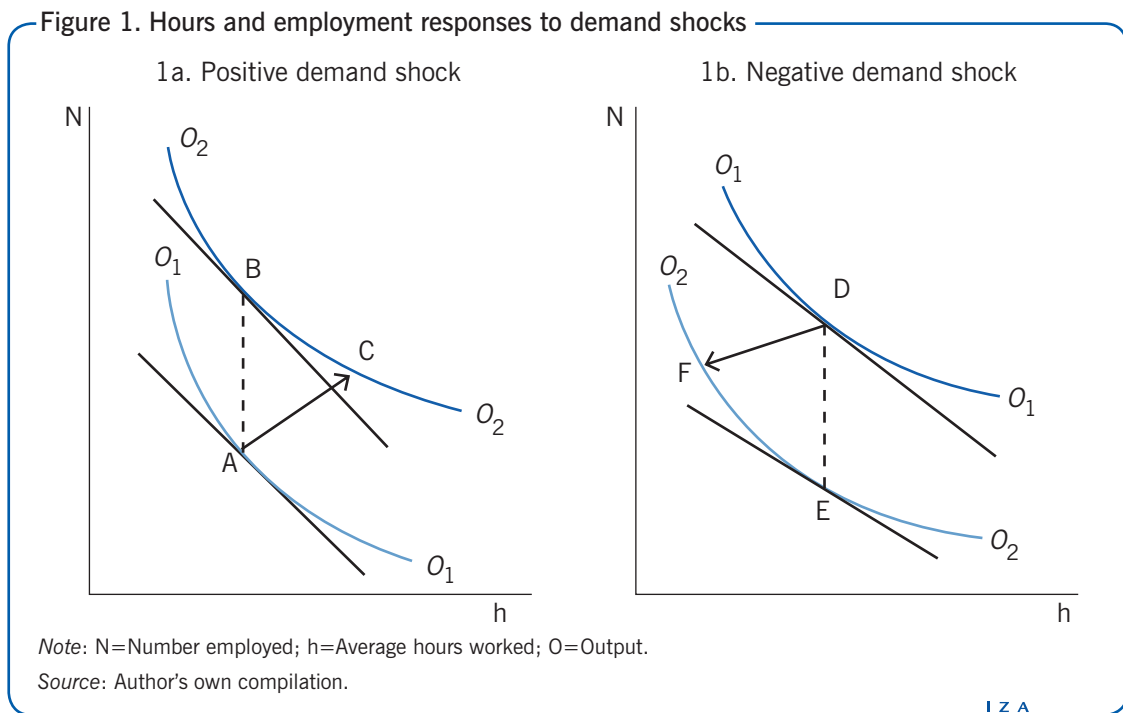 Figure 1. Hours and employment responses to demand shocks
1a. Positive demand shock
N
O2
O1
B
C
A
O2
O1
h
1b. Negative demand shock
N
O1
O2
D
F
O1
E
O2
h
Note: N=Number employed; h=Average hours worked; O=Output.
Source: Author's own compilation.
I Z A